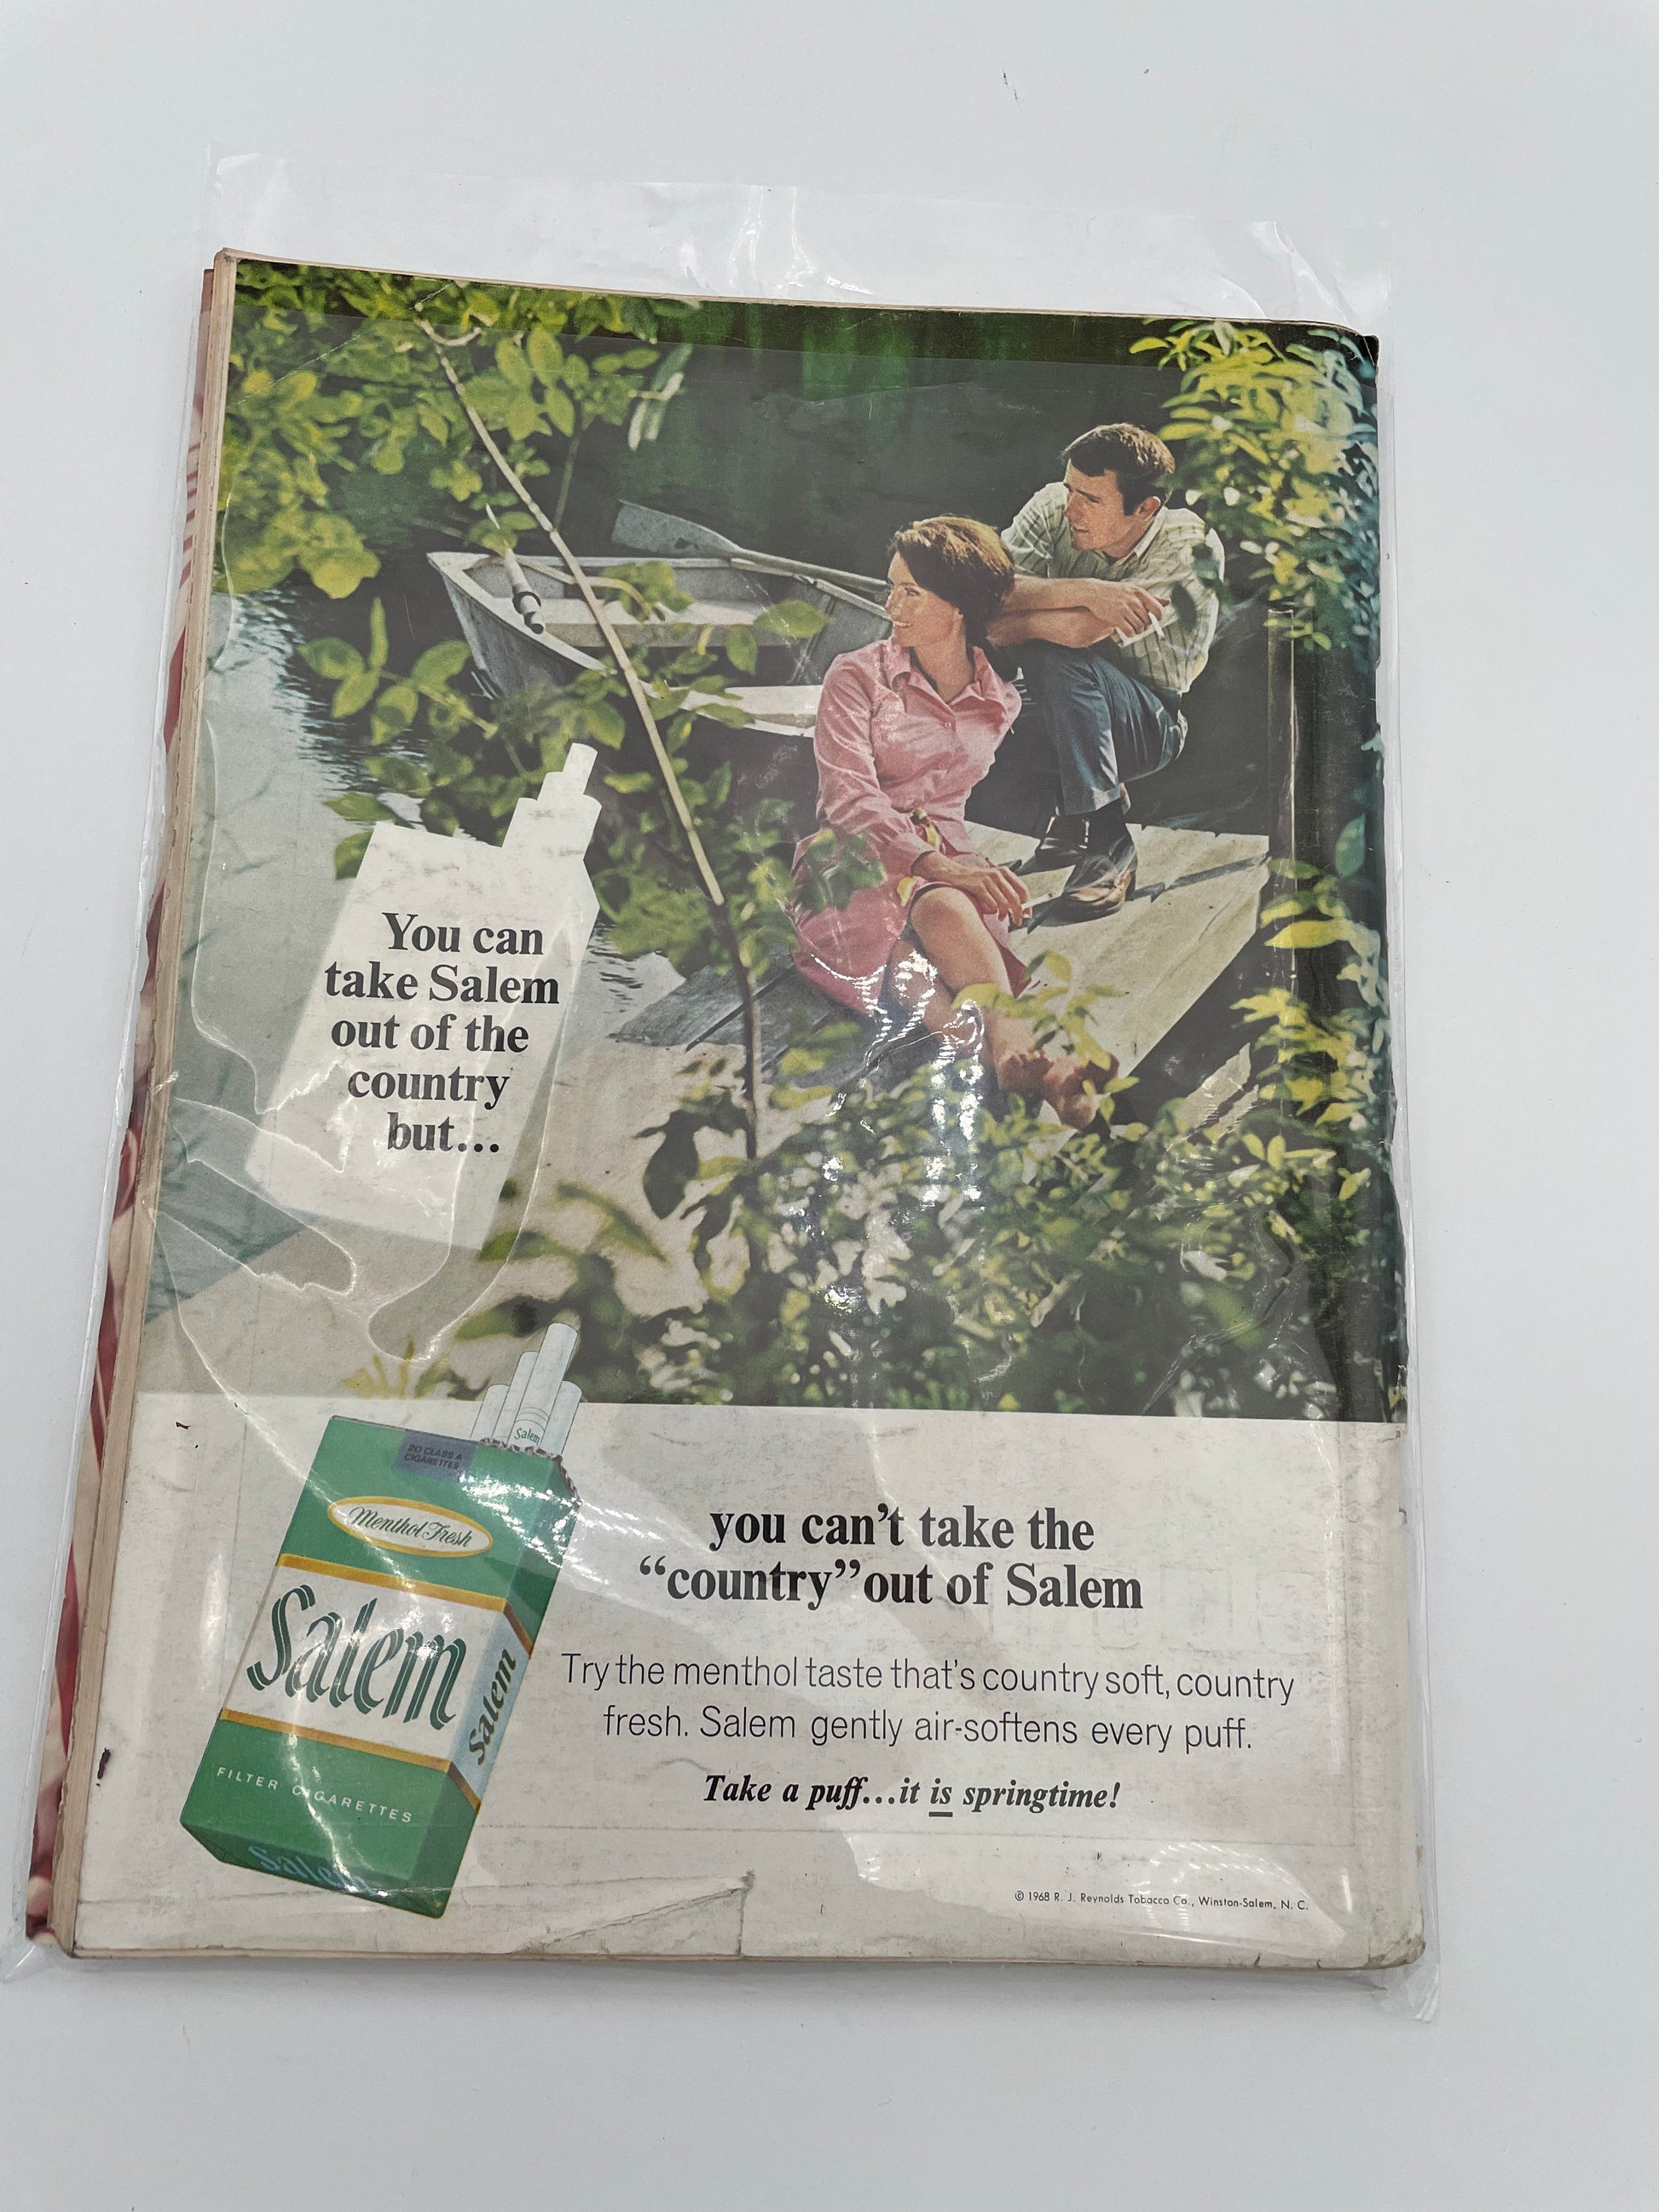 You can
take Salem
out of the
country
but...
Salem
20 CLASS A
CIGARETTES
Menthol Fresh
Salem
Salem
FILTER CIGARETTES
Salem
you can't take the
“country” out of Salem
Try the menthol taste that's country soft, country
fresh. Salem gently air-softens every puff.
Take a puff...it is springtime!
© 1968 R. J. Reynolds Tobacco Co., Winston-Salem, N. C.